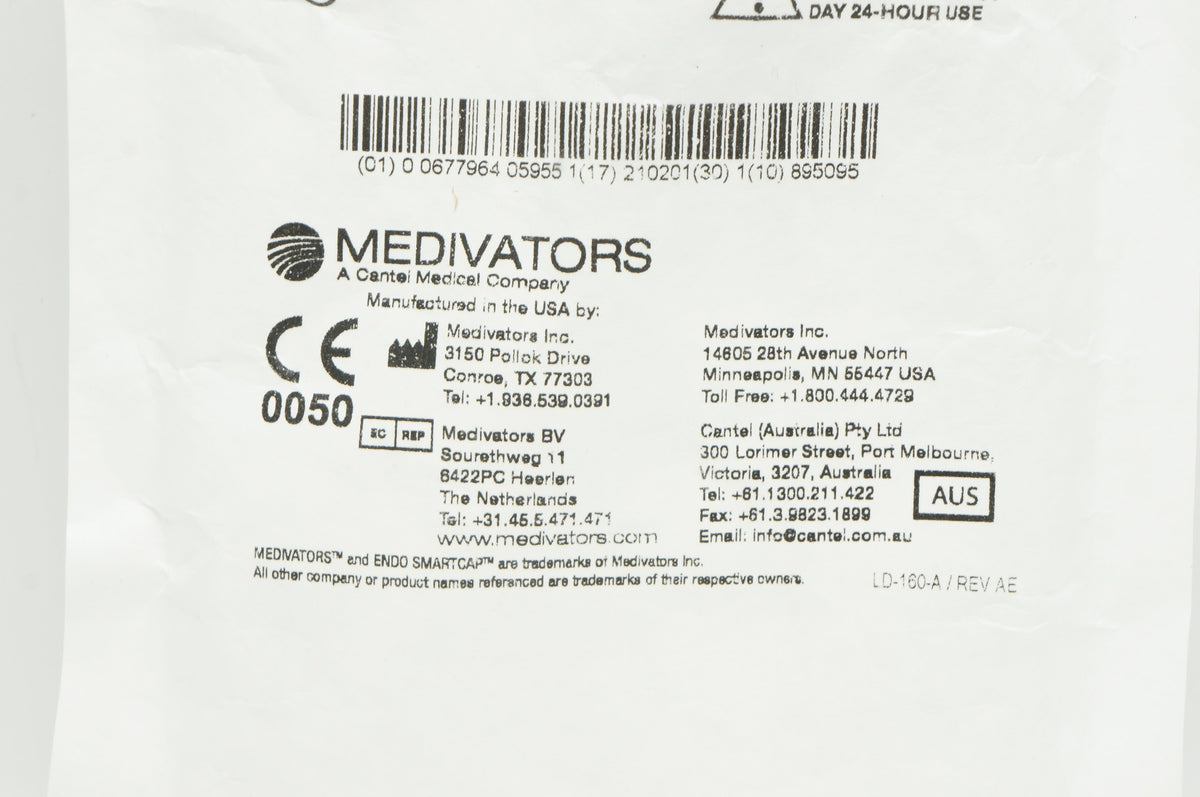 DAY 24-HOUR USE
(01) 0 0677964 05955 1(17) 210201(30) 1(10) 895095
MEDIVATORS
A Cantel Medical Company
Manufactured in the USA by:
Medivators Inc.
3150 Pollok Drive
Conroe, TX 77303
Tel: +1.936.539.0391
CE
0050
EC REP
Medivators BV
Sourethweg 11
6422PC Heerlen
The Netherlands
Tel: +31.45.5.471.471
www.medivators.com
Medivators Inc.
14605 28th Avenue North
Minneapolis, MN 55447 USA
Toll Free: +1.800.444.4729
Cantel (Australia) Pty Ltd
300 Lorimer Street, Port Melbourne,
Victoria, 3207, Australia
Tel: +61.1300.211.422
Fax: +61.3.9823.1899
Email: info@cantel.com.au
AUS
MEDIVATORS™ and ENDO SMARTCAP™ are trademarks of Medivators Inc.
All other company or product names referenced are trademarks of their respective owners.
LD-160-A / REV AE